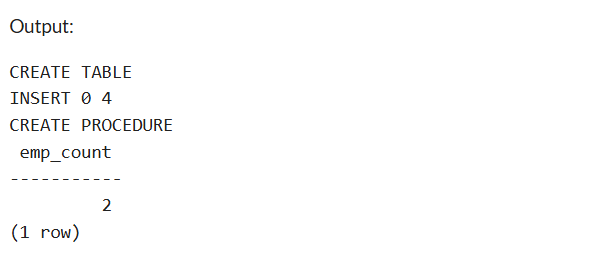 Output:
CREATE TABLE
INSERT 0 4
CREATE PROCEDURE
 emp_count
-----------
         2
(1 row)